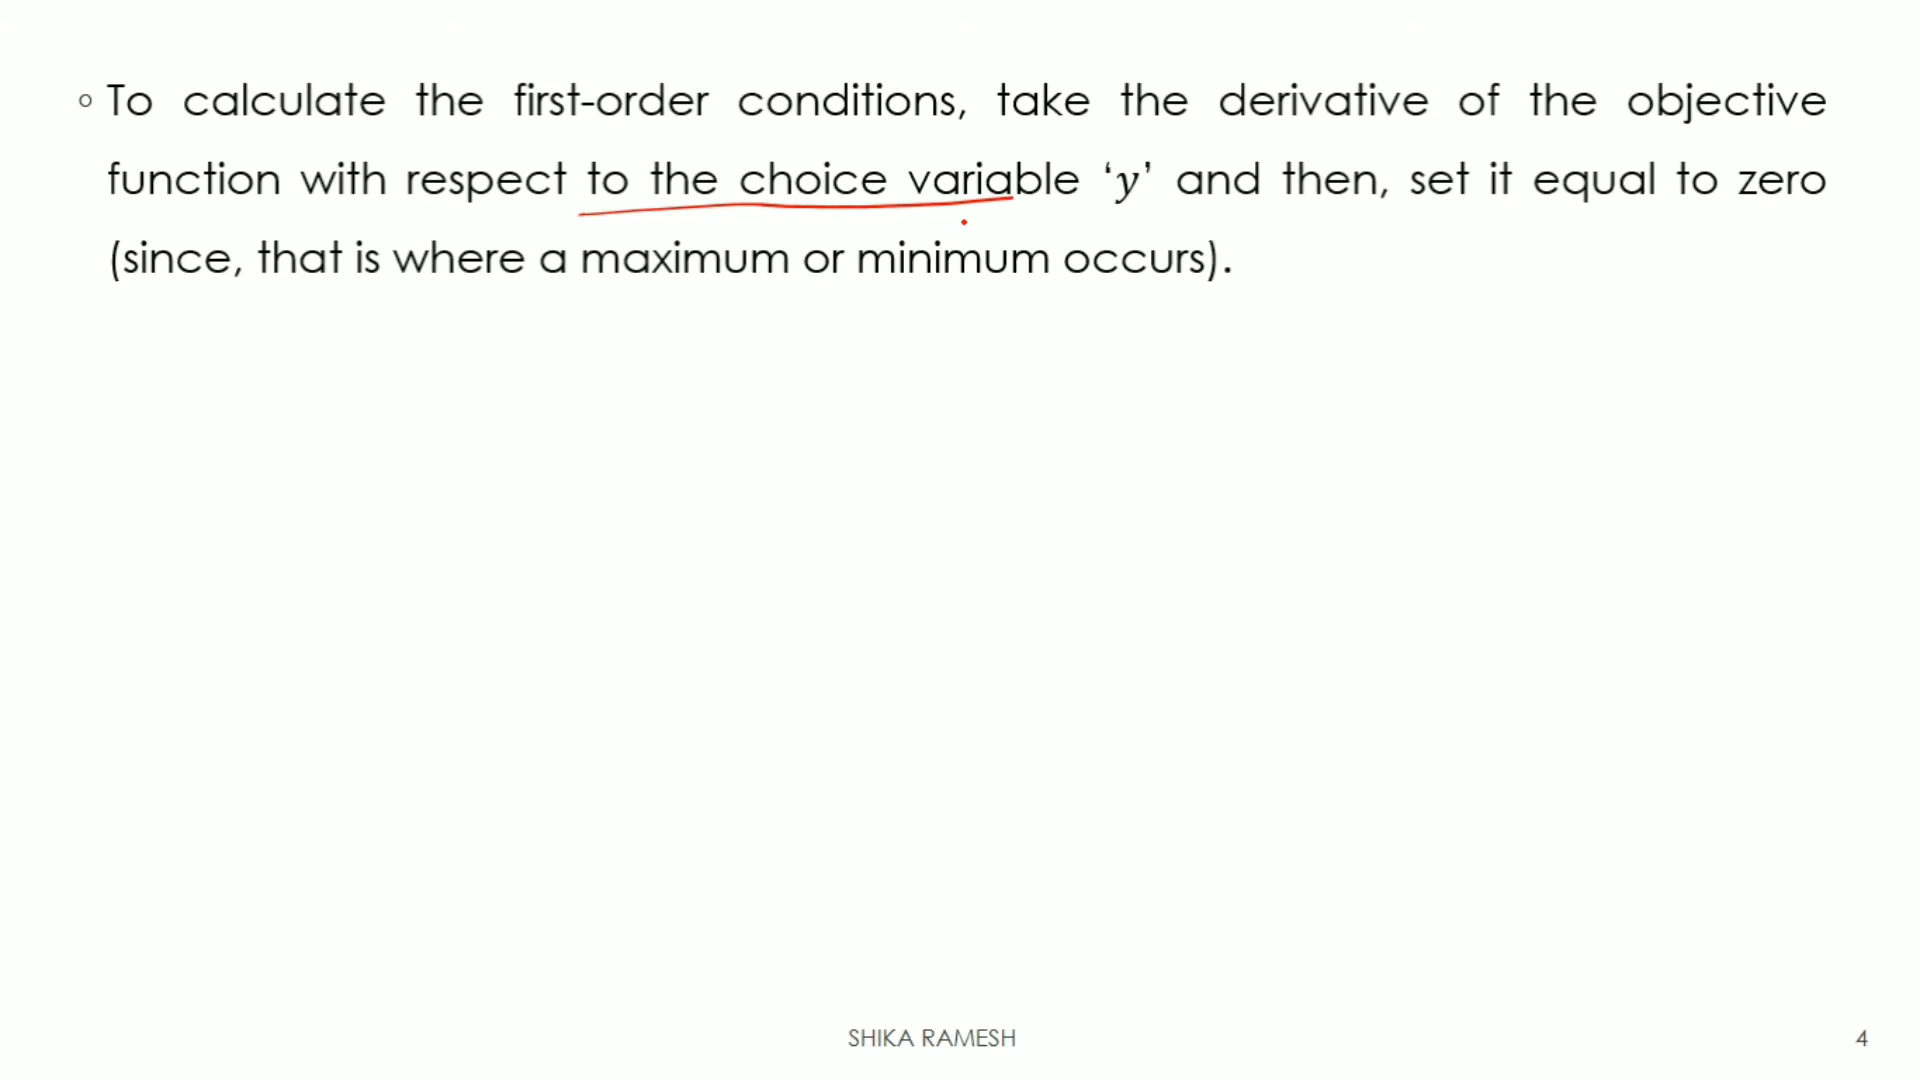 ◦ To calculate the first-order conditions, take the derivative of the objective
function with respect to the choice variable ‘y’ and then, set it equal to zero
(since, that is where a maximum or minimum occurs).
SHIKA RAMESH
4